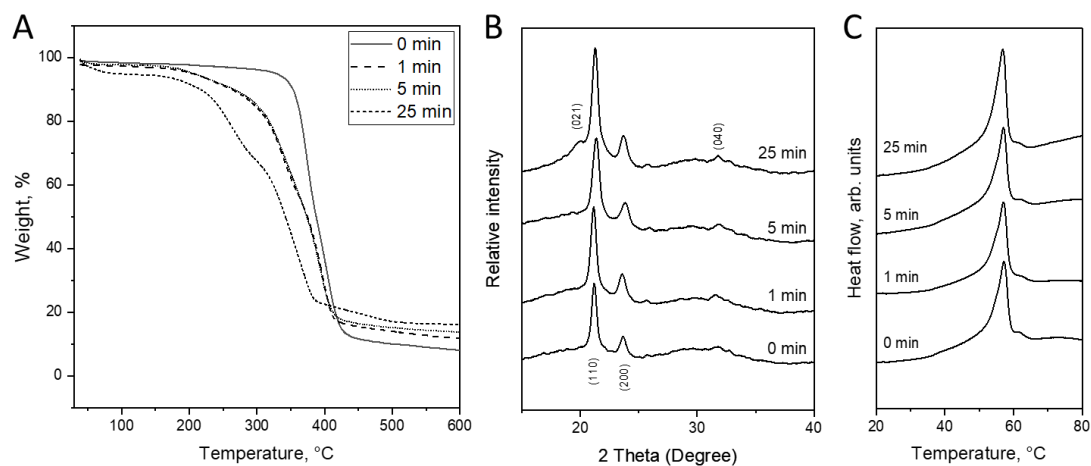 A
Weight, %
100
80
60
40
20
0
0 min
1 min
5 min
25 min
100
200
300
400
500
600
Temperature, °C
B
Relative intensity
(021)
(040)
25 min
5 min
1 min
0 min
(110)
(200)
20
30
40
2 Theta (Degree)
C
Heat flow, arb. units
25 min
5 min
1 min
0 min
20
40
60
80
Temperature, °C